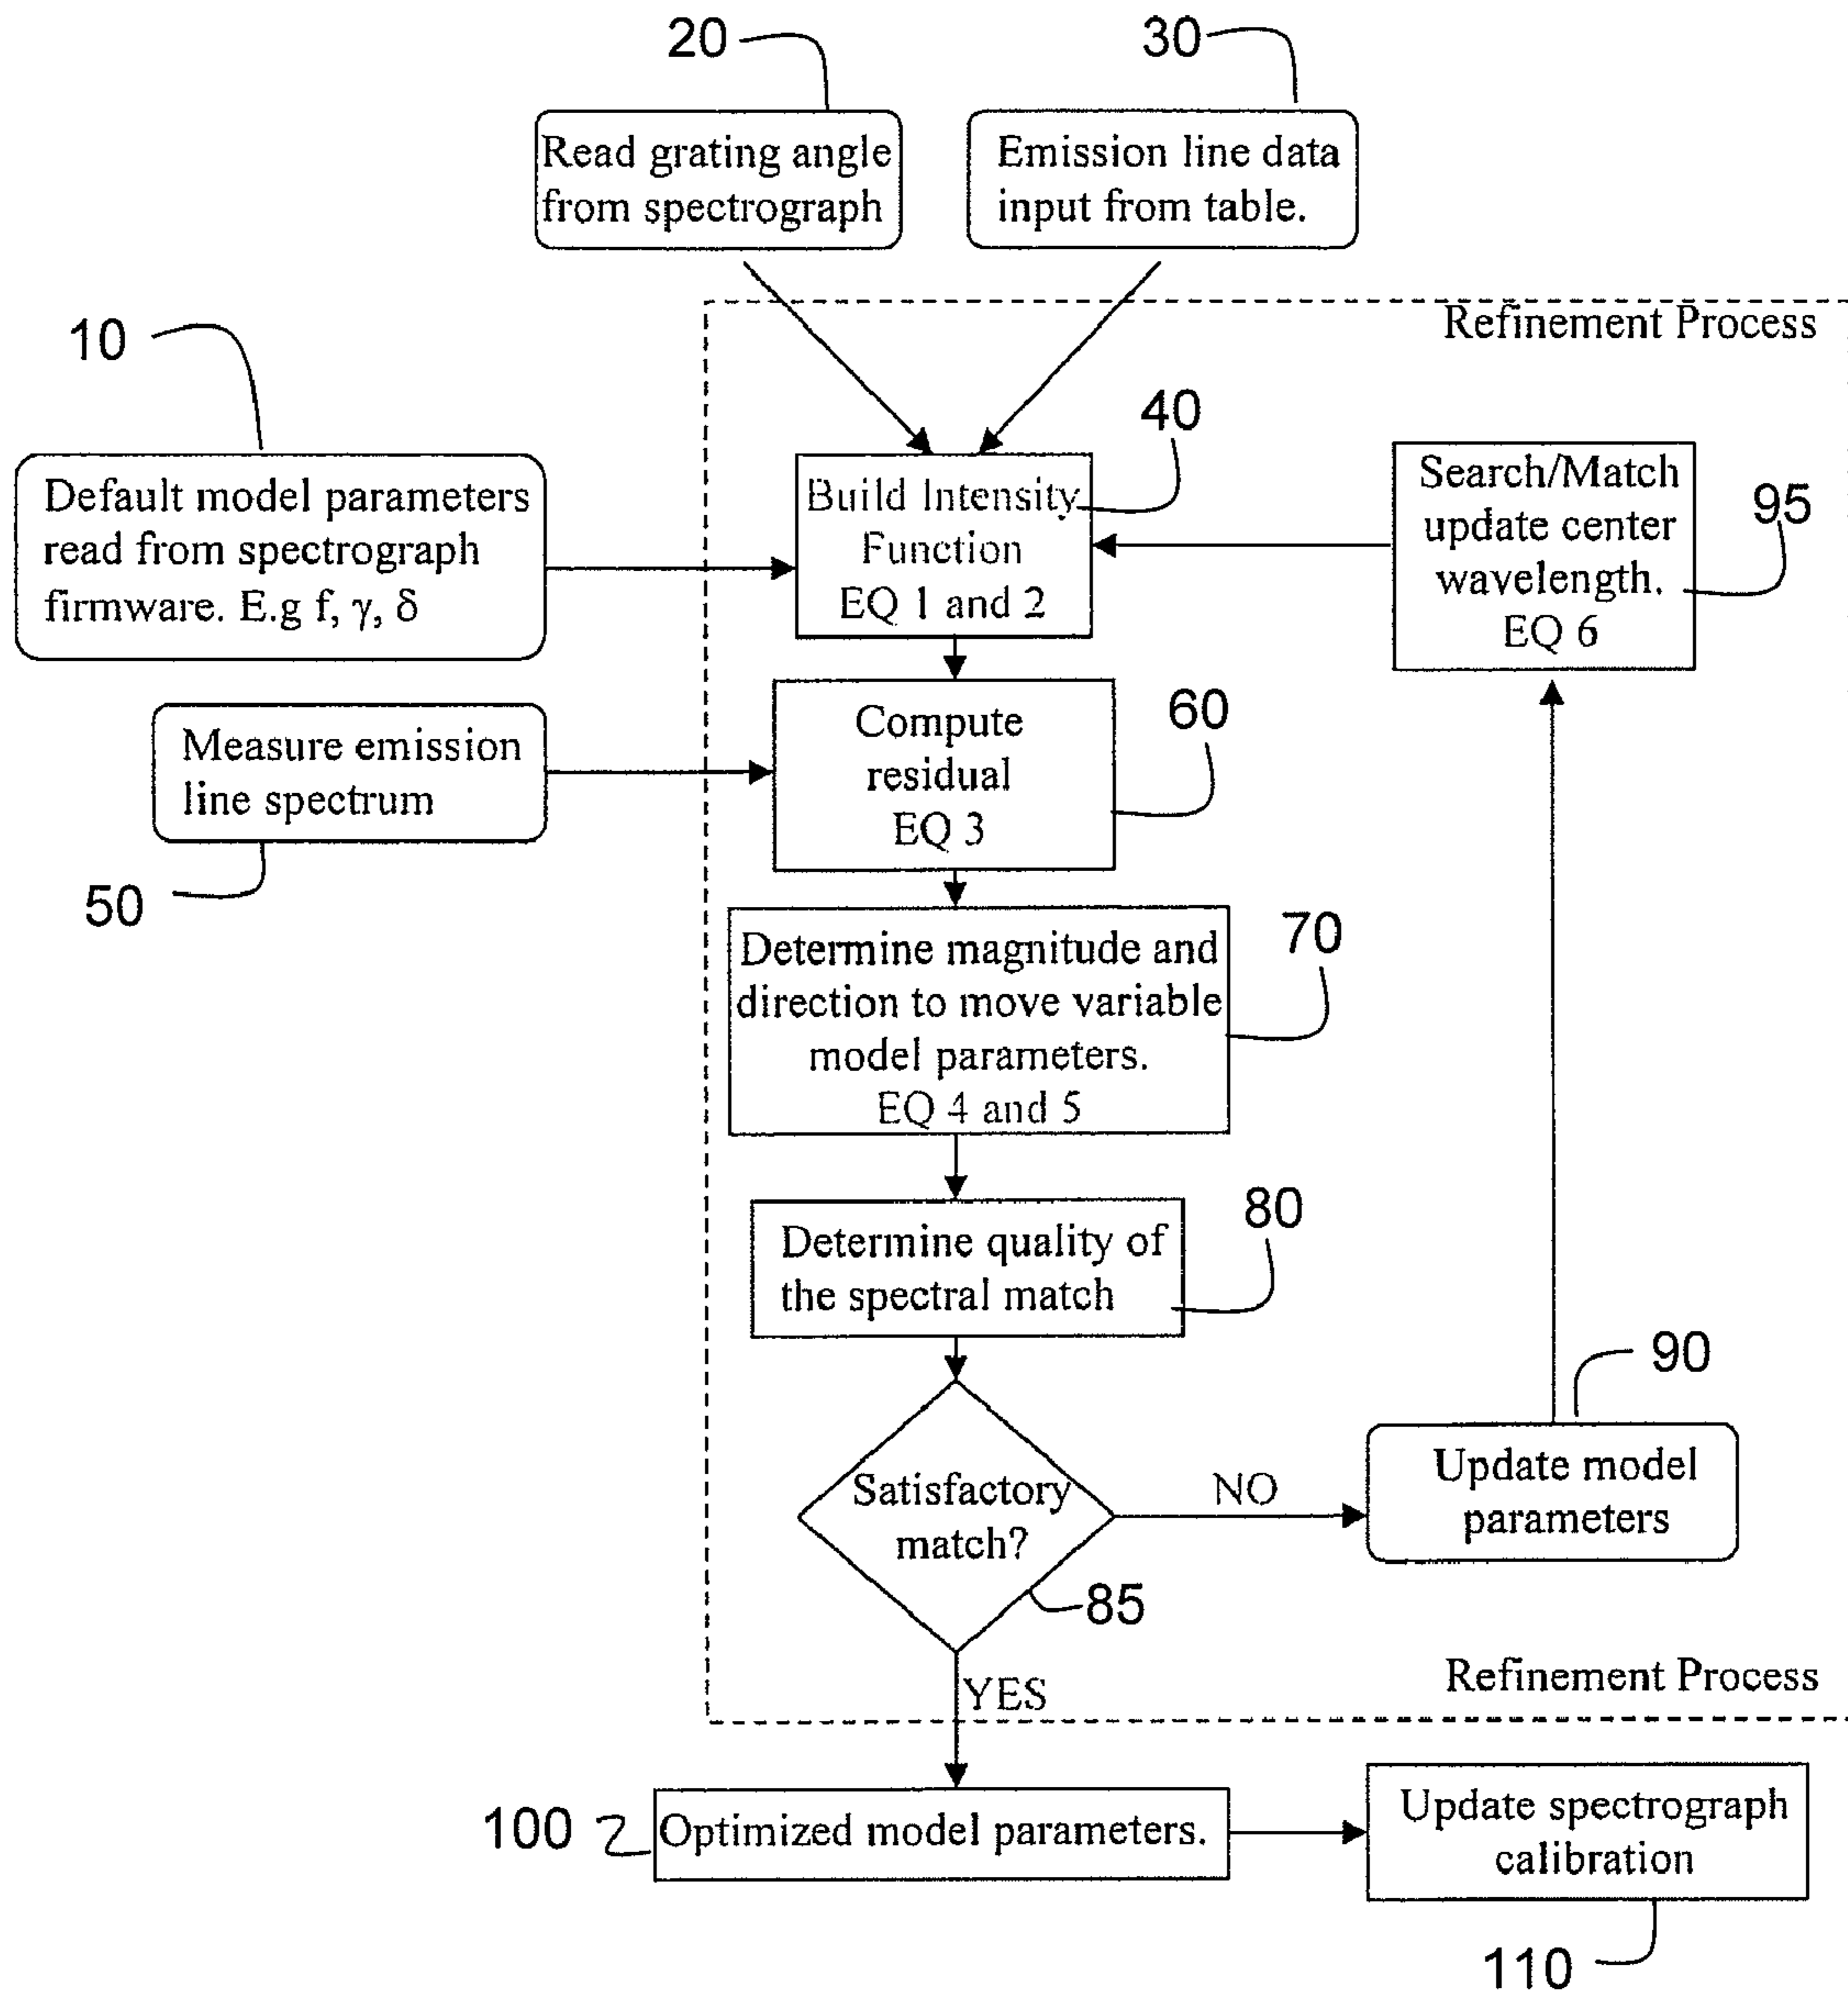 20
30
Read grating angle
from spectrograph
Emission line data
input from table.
Refinement Process
10
40
Default model parameters
read from spectrograph
firmware. E.g f, γ, δ
Build Intensity
Function
EQ 1 and 2
Search/Match
update center
wavelength.
EQ 6
95
Measure emission
line spectrum
50
Compute
residual
EQ 3
60
Determine magnitude and
direction to move variable
model parameters.
EQ 4 and 5
70
Determine quality of
the spectral match
80
90
Satisfactory
match?
NO
Update model
parameters
85
YES
Refinement Process
100
Optimized model parameters.
Update spectrograph
calibration
110